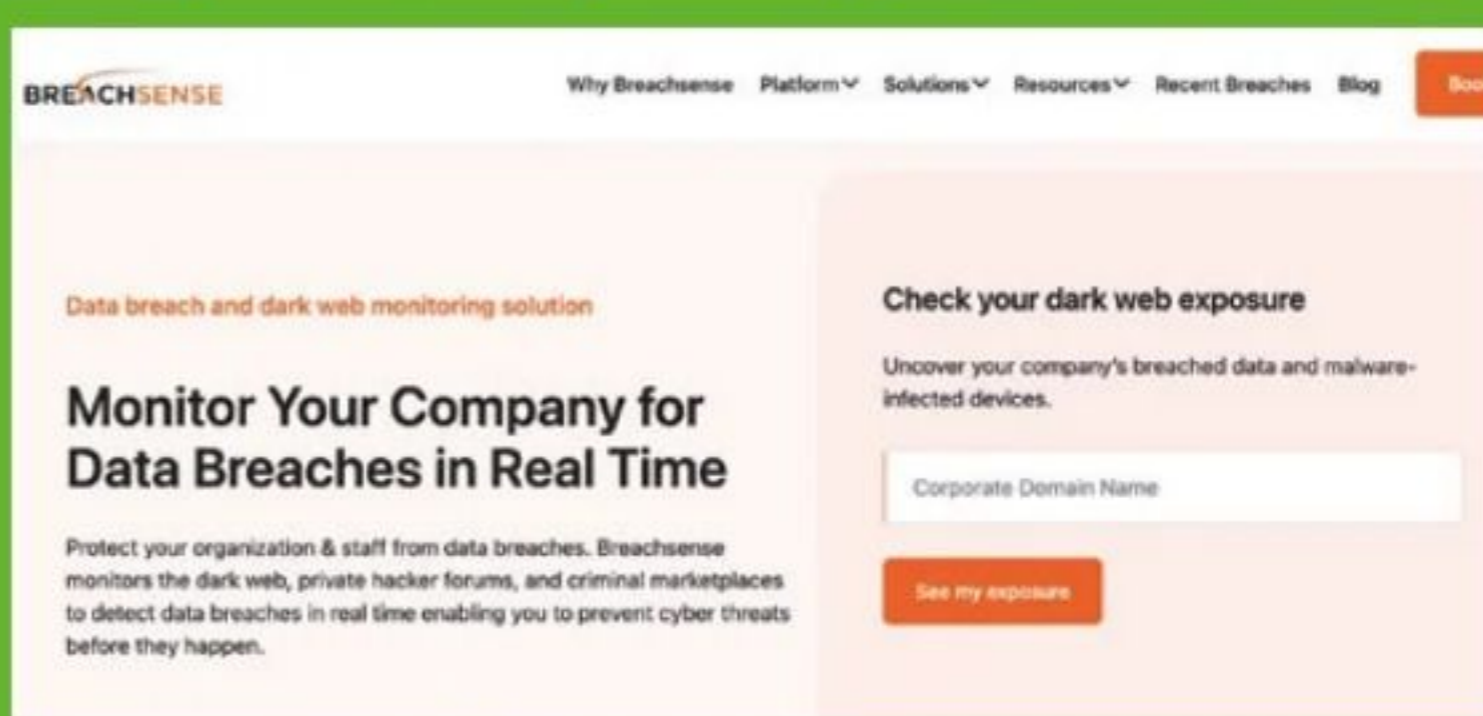 BREACHSENSE
Why Breachsense Platform Solutions Resources Recent Breaches Blog
Data breach and dark web monitoring solution
Monitor Your Company for
Data Breaches in Real Time
Protect your organization & staff from data breaches. Breachsense
monitors the dark web, private hacker forums, and criminal marketplaces
to detect data breaches in real time enabling you to prevent cyber threats
before they happen.
Check your dark web exposure
Uncover your company's breached data and malware-
infected devices.
Corporate Domain Name
See my exposure